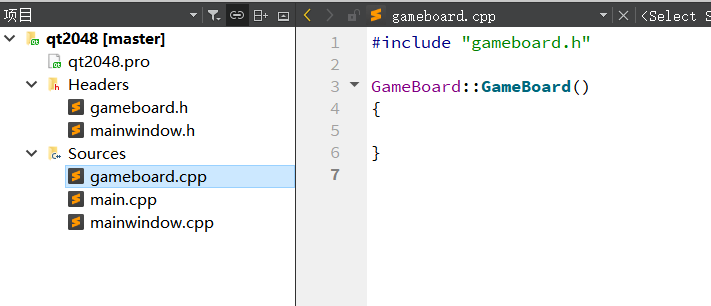 项目
gameboard.cpp
<Select S
qt2048 [master]
qt2048.pro
Headers
gameboard.h
mainwindow.h
Sources
gameboard.cpp
main.cpp
mainwindow.cpp
1 #include "gameboard.h"
2
3 GameBoard::GameBoard()
4 {
5
6 }
7